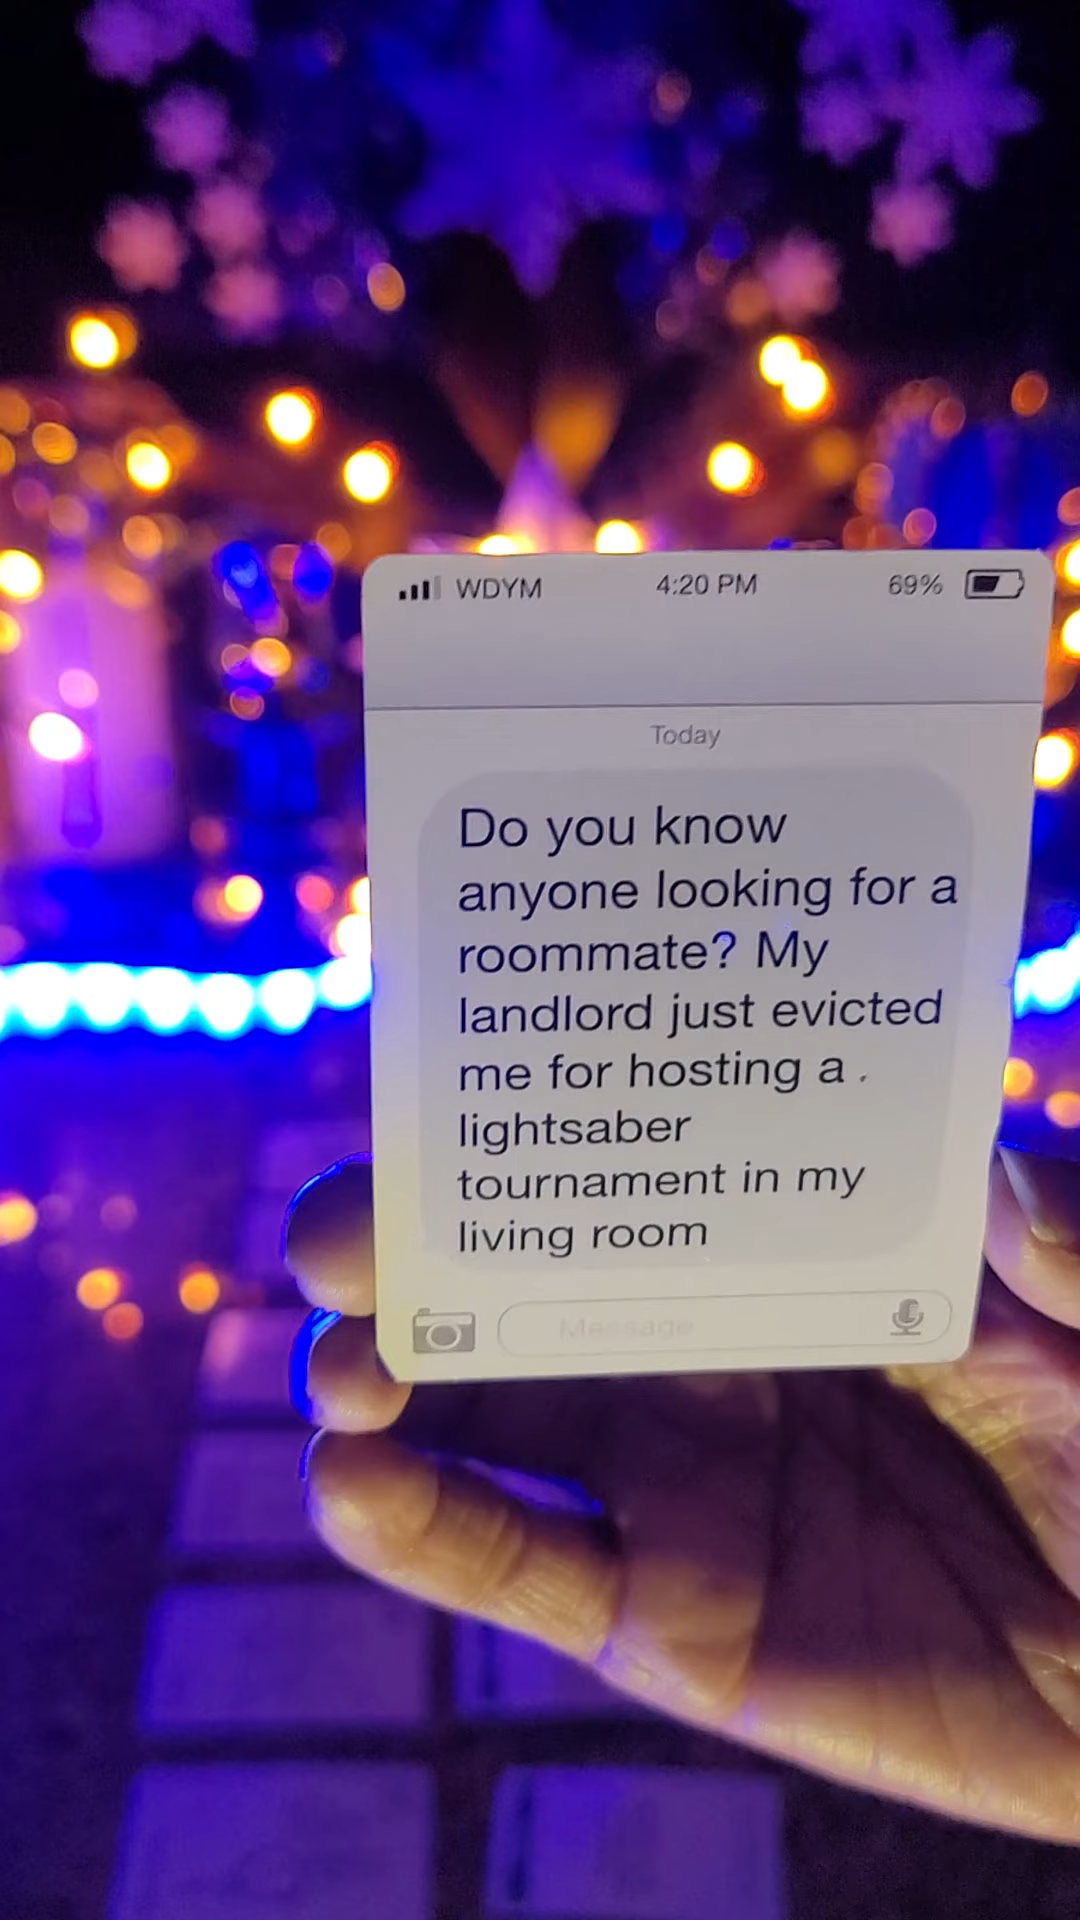 WDYM 4:20 PM 69%
Today
Do you know
anyone looking for a
roommate? My
landlord just evicted
me for hosting a
lightsaber
tournament in my
living room
Message